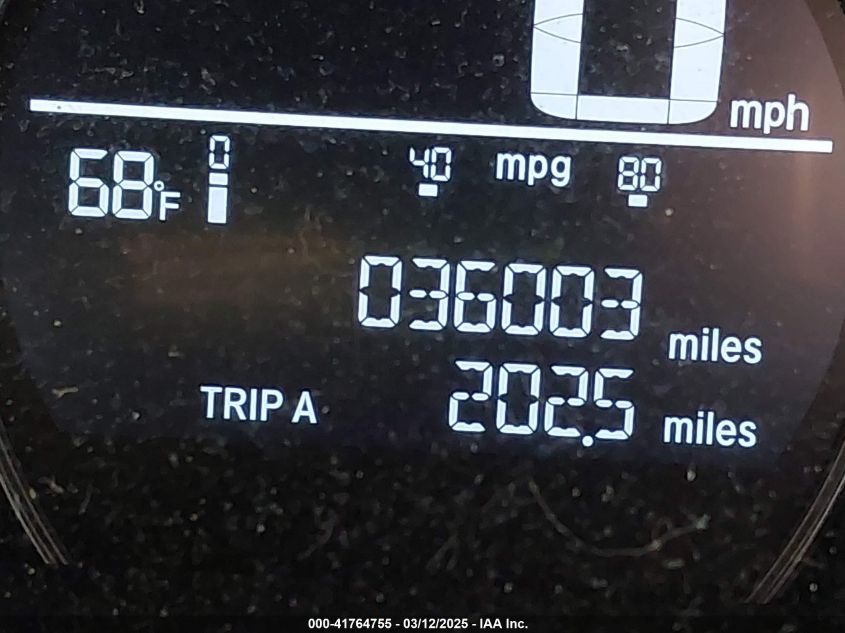 0 mph
68°F 0 40 mpg 80
036003 miles
TRIP A 202.5 miles
000-41764755 - 03/12/2025 - IAA Inc.